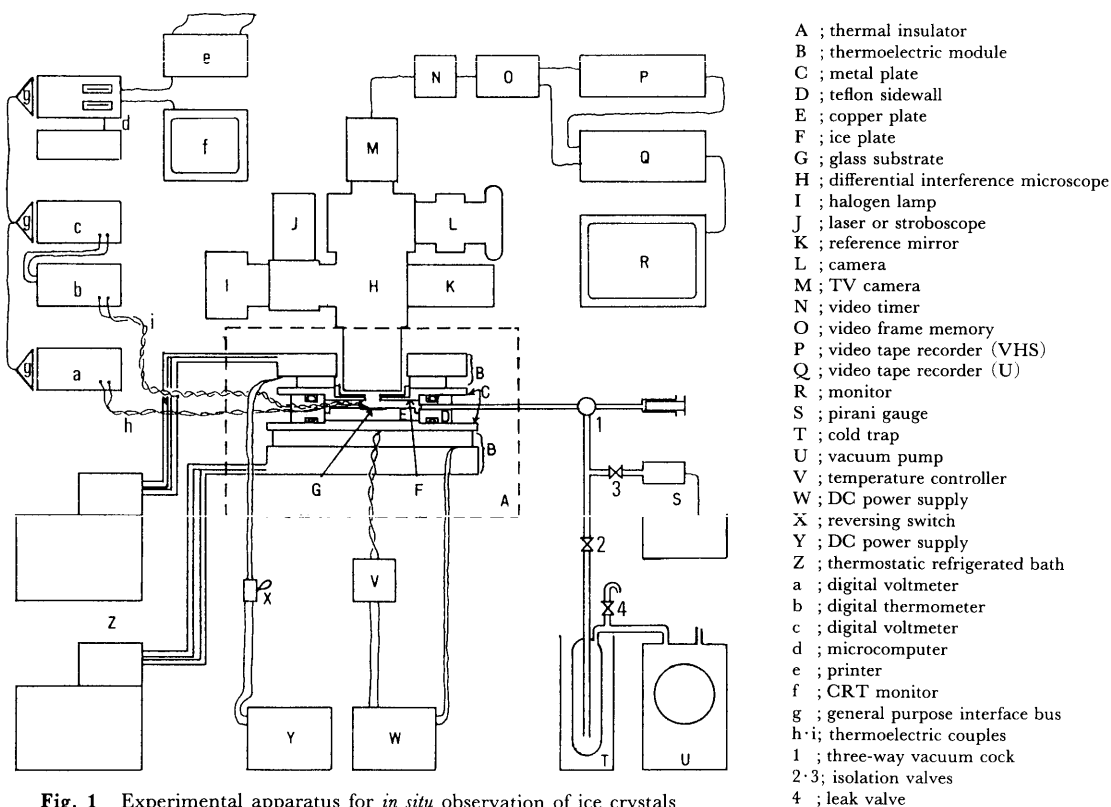 e
N
O
P
g
d
M
f
Q
J
L
g
c
R
I
H
K
b
i
g
a
B
C
h
E
D
1
B
G
F
A
3
S
2
V
4
X
Z
Y
W
T
U
A ; thermal insulator
B ; thermoelectric module
C ; metal plate
D ; teflon sidewall
E ; copper plate
F ; ice plate
G ; glass substrate
H ; differential interference microscope
I ; halogen lamp
J ; laser or stroboscope
K ; reference mirror
L ; camera
M ; TV camera
N ; video timer
O ; video frame memory
P ; video tape recorder (VHS)
Q ; video tape recorder (U)
R ; monitor
S ; pirani gauge
T ; cold trap
U ; vacuum pump
V ; temperature controller
W ; DC power supply
X ; reversing switch
Y ; DC power supply
Z ; thermostatic refrigerated bath
a ; digital voltmeter
b ; digital thermometer
c ; digital voltmeter
d ; microcomputer
e ; printer
f ; CRT monitor
g ; general purpose interface bus
h·i; thermoelectric couples
1 ; three-way vacuum cock
2·3; isolation valves
4 ; leak valve
Fig. 1 Experimental apparatus for in situ observation of ice crystals